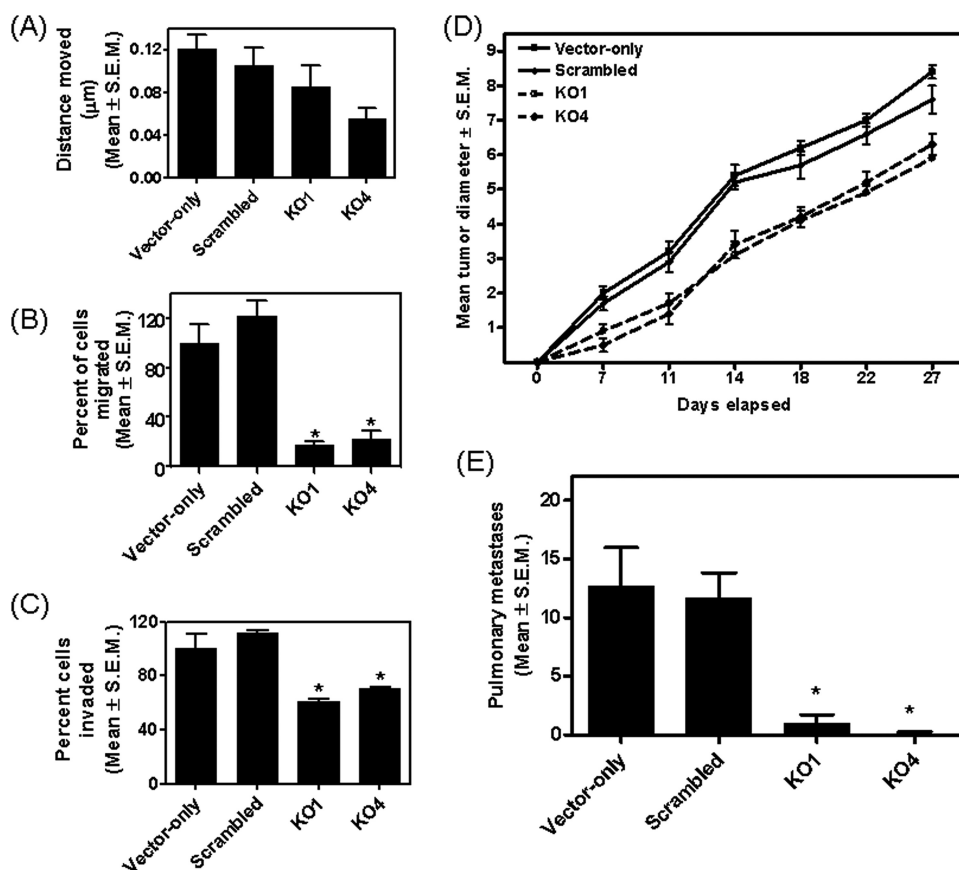 (A)
Distance moved
(μm)
(Mean ± S.E.M.)
0.12
0.08
0.04
0.00
Vector-only
Scrambled
KO1
KO4
(B)
Percent of cells
migrated
(Mean ± S.E.M.)
120
80
40
0
*
*
Vector-only
Scrambled
KO1
KO4
(C)
Percent cells
invaded
(Mean ± S.E.M.)
120
80
40
0
*
*
Vector-only
Scrambled
KO1
KO4
(D)
Mean tumor diameter ± S.E.M.
9
8
7
6
5
4
3
2
1
Vector-only
Scrambled
KO1
KO4
0
7
11
14
18
22
27
Days elapsed
(E)
Pulmonary metastases
(Mean ± S.E.M.)
20
15
10
5
0
*
*
Vector-only
Scrambled
KO1
KO4